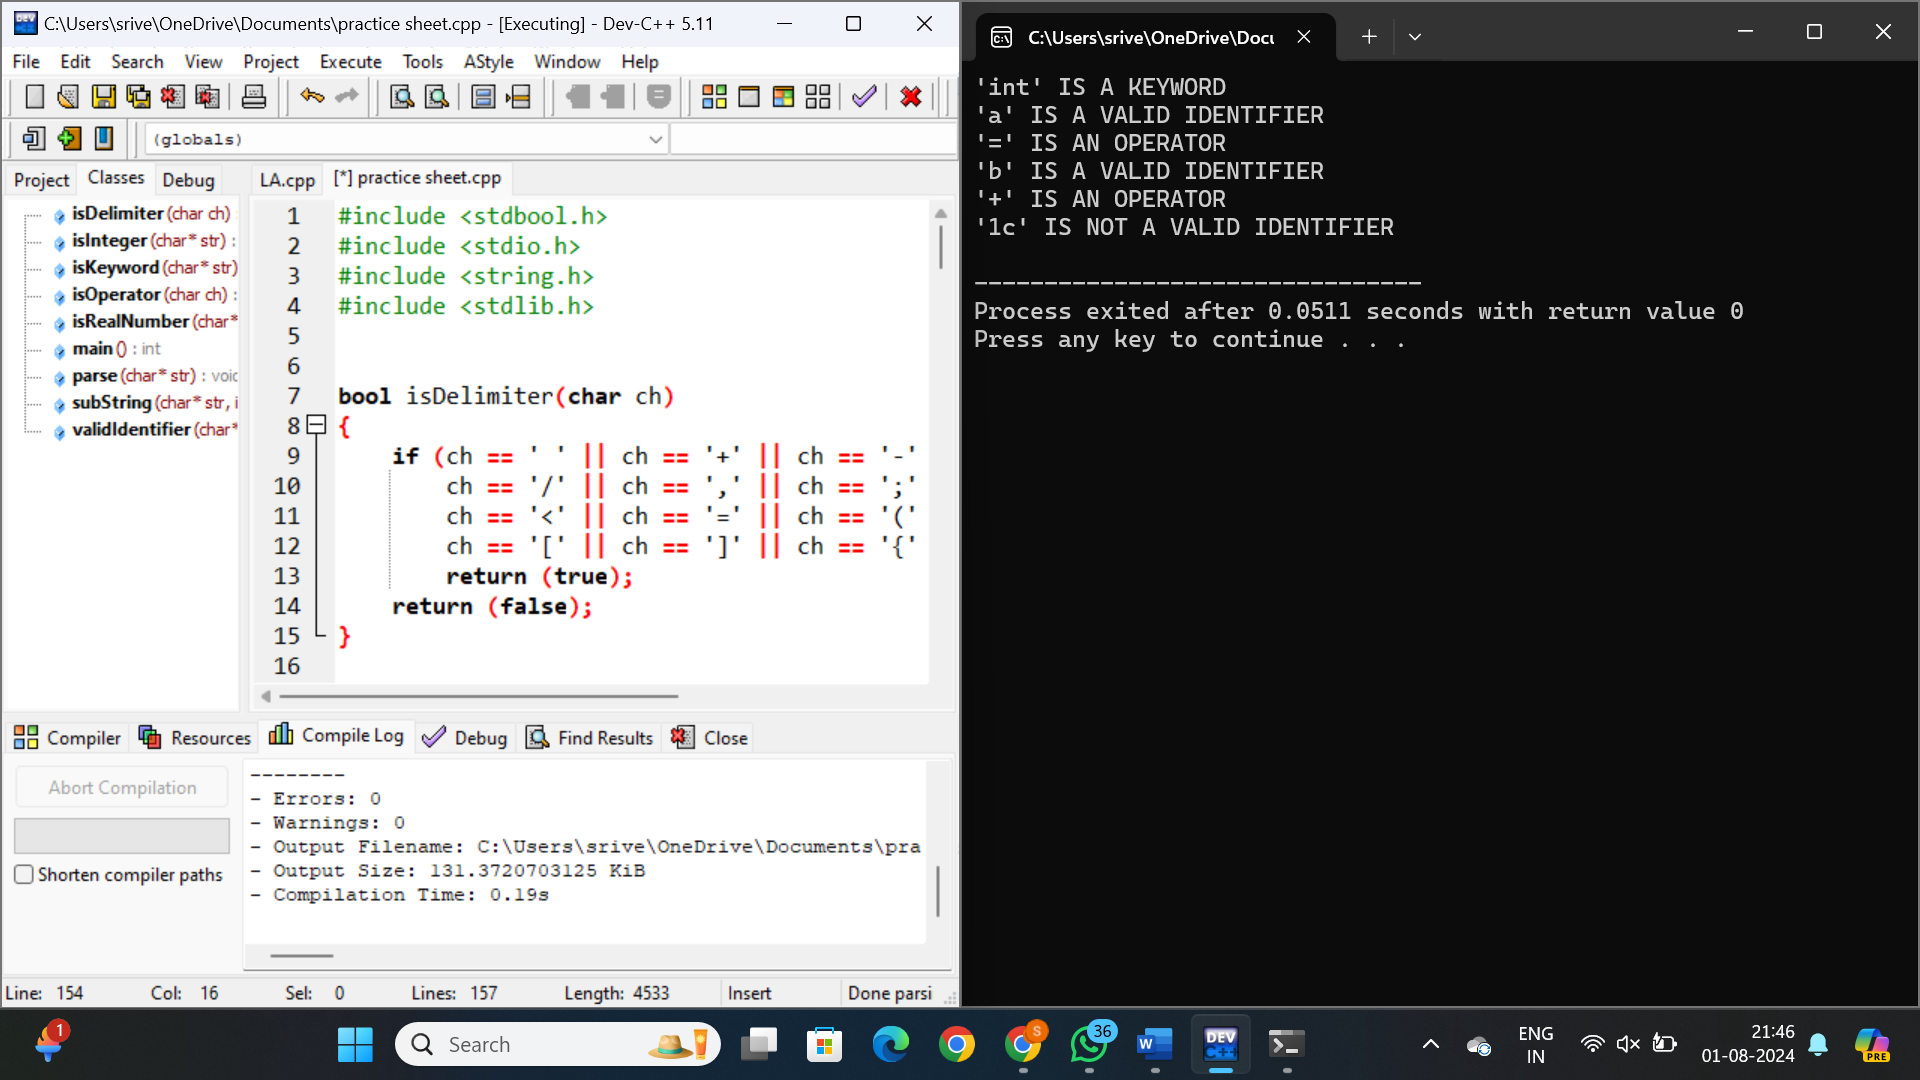 C:\Users\srive\OneDrive\Documents\practice sheet.cpp - [Executing] - Dev-C++ 5.11
File Edit Search View Project Execute Tools AStyle Window Help
(globals)
Project Classes Debug
isDelimiter (char ch)
isInteger (char* str) :
isKeyword (char* str)
isOperator (char ch) :
isRealNumber (char*
main () : int
parse (char* str) : voic
subString (char* str, i
validIdentifier (char*
LA.cpp [*] practice sheet.cpp
1 #include <stdbool.h>
2 #include <stdio.h>
3 #include <string.h>
4 #include <stdlib.h>
5
6
7 bool isDelimiter(char ch)
8 {
9 if (ch == ' ' || ch == '+' || ch == '-'
10 ch == '/' || ch == ',' || ch == ';'
11 ch == '<' || ch == '=' || ch == '('
12 ch == '[' || ch == ']' || ch == '{'
13 return (true);
14 return (false);
15 }
16
Compiler Resources Compile Log Debug Find Results Close
Abort Compilation
Shorten compiler paths
--------
- Errors: 0
- Warnings: 0
- Output Filename: C:\Users\srive\OneDrive\Documents\pra
- Output Size: 131.3720703125 KiB
- Compilation Time: 0.19s
Line: 154 Col: 16 Sel: 0 Lines: 157 Length: 4533 Insert Done parsi
C:\Users\srive\OneDrive\Docu
'int' IS A KEYWORD
'a' IS A VALID IDENTIFIER
'=' IS AN OPERATOR
'b' IS A VALID IDENTIFIER
'+' IS AN OPERATOR
'1c' IS NOT A VALID IDENTIFIER
--------------------------------
Process exited after 0.0511 seconds with return value 0
Press any key to continue . . .
1
Search
S
36
W
DEV
C++
ENG
IN
21:46
01-08-2024
PRE